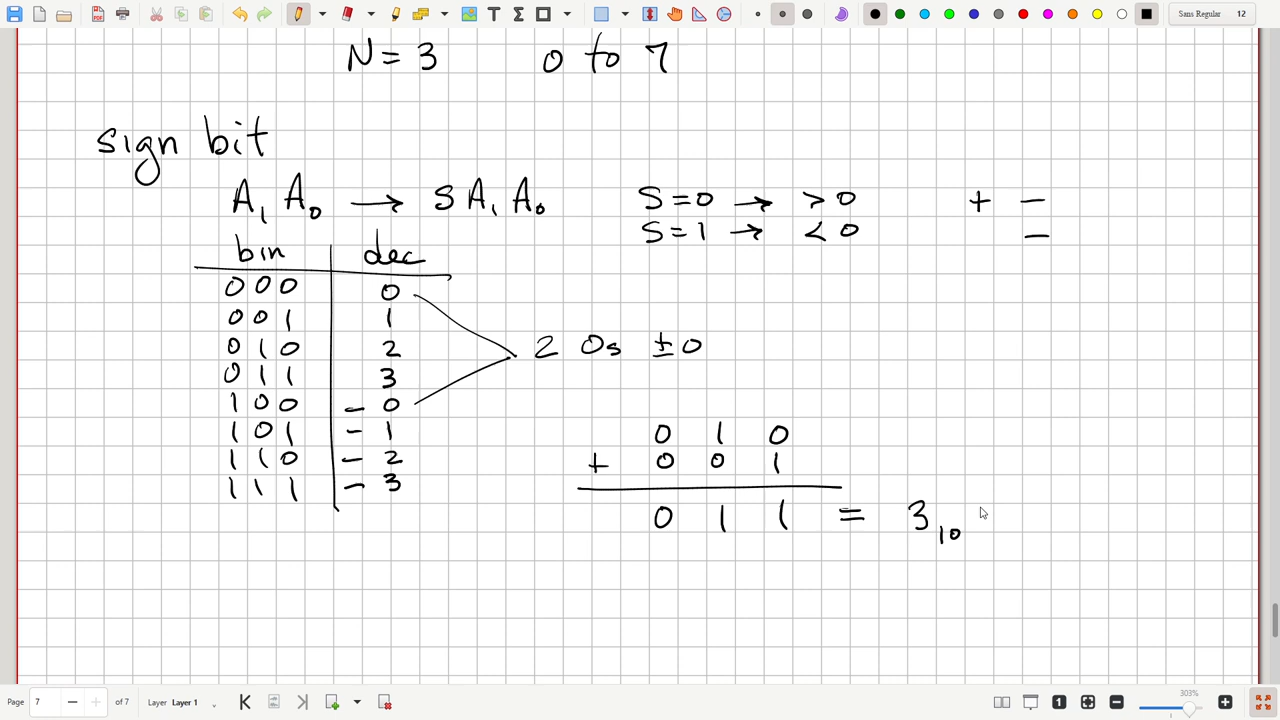 Sans Regular 12
N = 3 0 to 7
sign bit
A₁ A₀ → S A₁ A₀ S = 0 → > 0 + −
S = 1 → < 0 −
bin dec
0 0 0 0
0 0 1 1
0 1 0 2
2 0s ±0
0 1 1 3
1 0 0 − 0
1 0 1 − 1
1 1 0 − 2
1 1 1 − 3
0 1 0
+ 0 0 1
0 1 1 = 3₁₀
Page 7 of 7 Layer Layer 1 303%
1